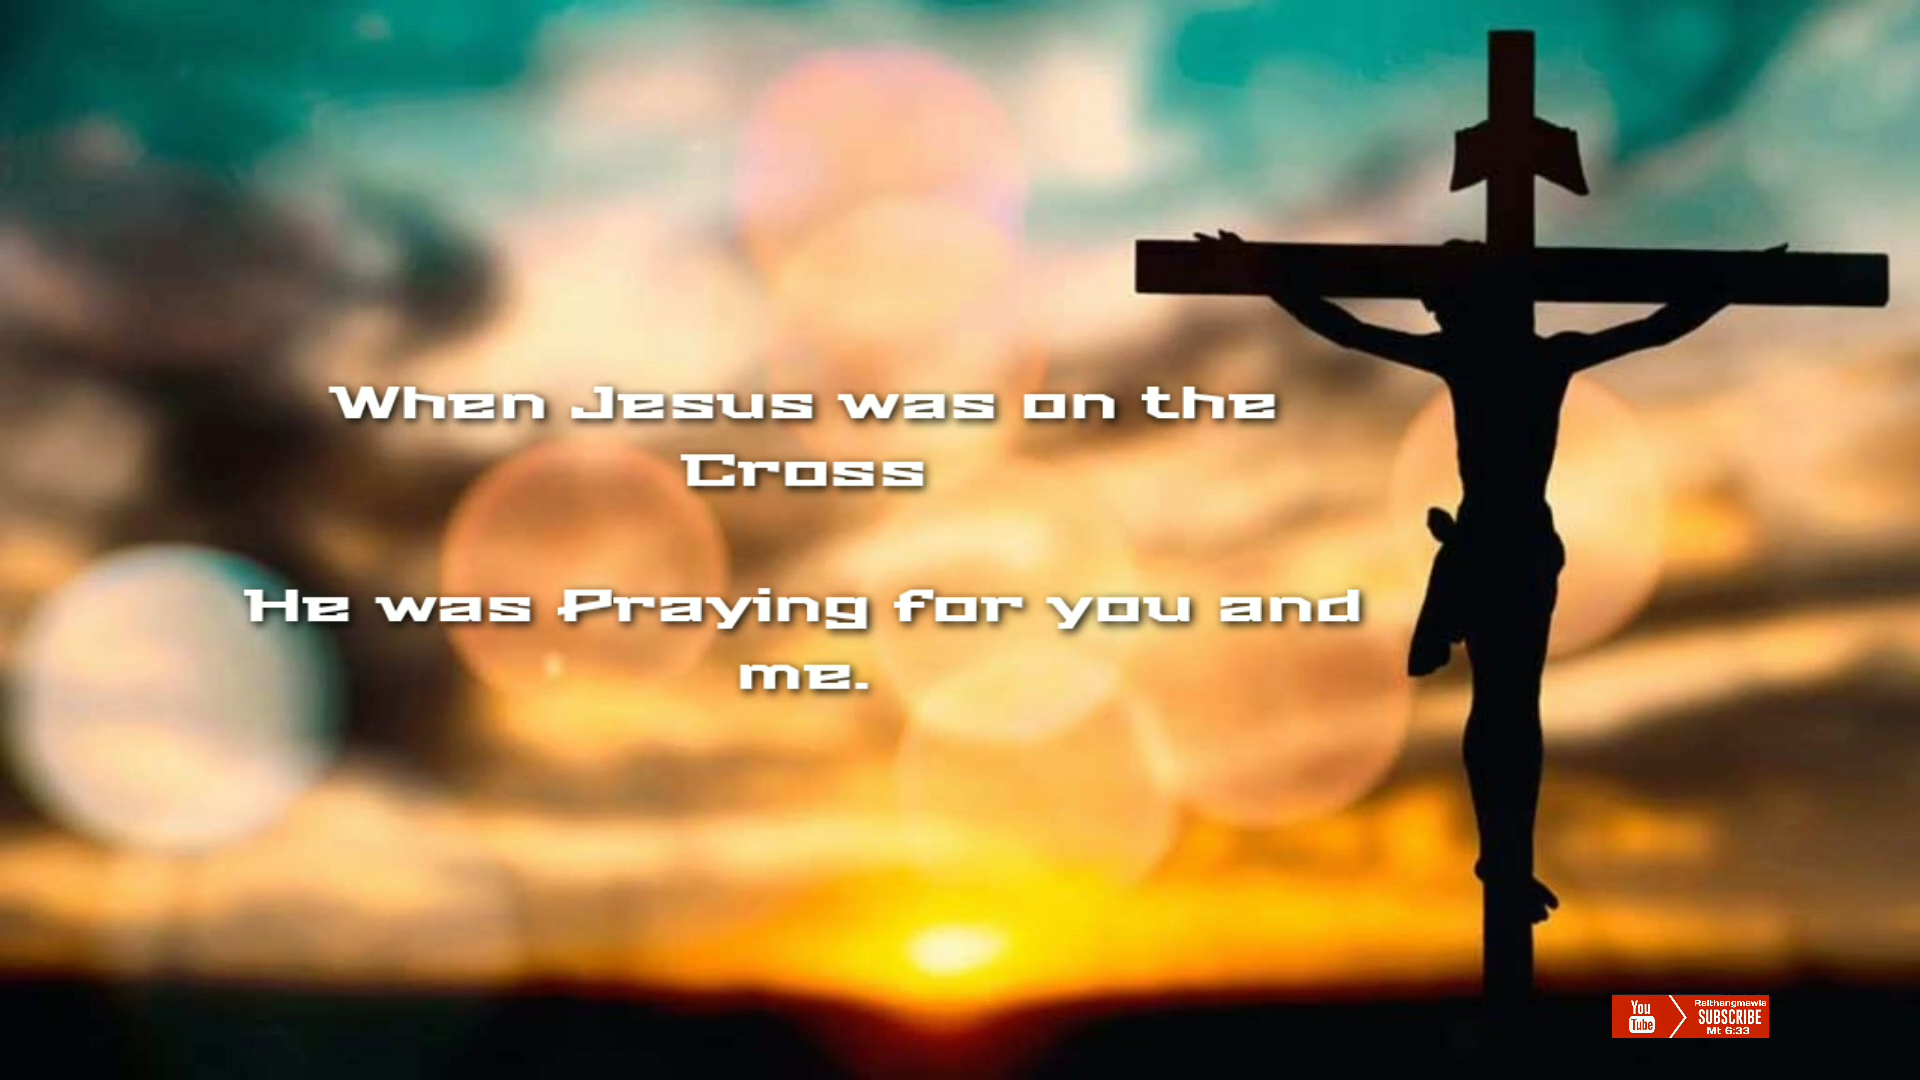 When Jesus was on the
Cross
He was Praying for you and
me.
You
Tube
Ralthangmawia
SUBSCRIBE
Mt 6:33